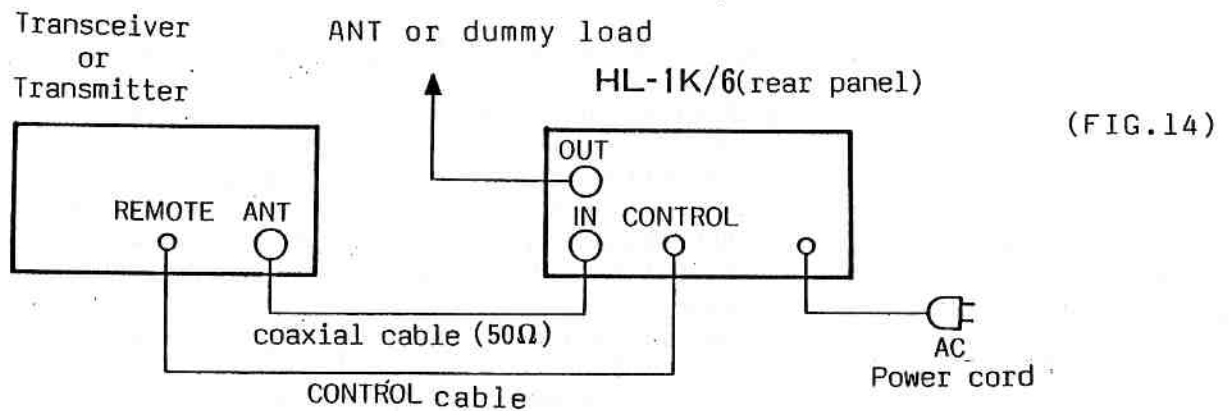 Transceiver
or
Transmitter
ANT or dummy load
HL-1K/6(rear panel)
(FIG.14)
OUT
REMOTE ANT
IN CONTROL
coaxial cable (50Ω)
CONTROL cable
AC
Power cord